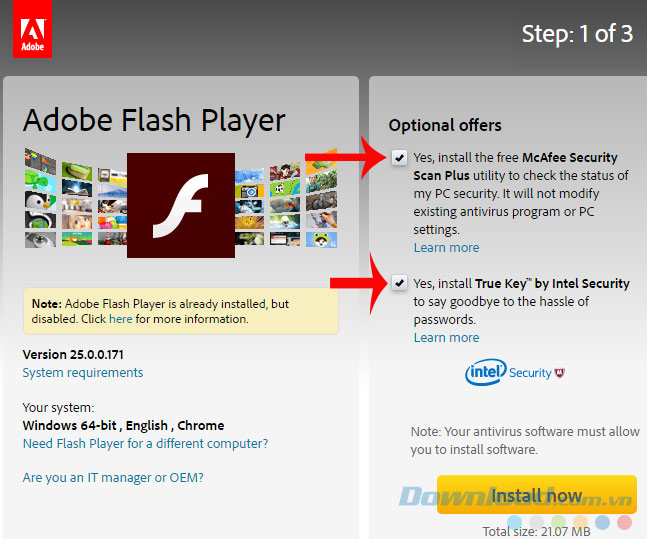 Adobe
Step: 1 of 3
Adobe Flash Player
Note: Adobe Flash Player is already installed, but
disabled. Click here for more information.
Version 25.0.0.171
System requirements
Your system:
Windows 64-bit , English , Chrome
Need Flash Player for a different computer?
Are you an IT manager or OEM?
Optional offers
Yes, install the free McAfee Security
Scan Plus utility to check the status of
my PC security. It will not modify
existing antivirus program or PC
settings.
Learn more
Yes, install True Key™ by Intel Security
to say goodbye to the hassle of
passwords.
Learn more
intel Security
Note: Your antivirus software must allow
you to install software.
Install now
Download.com.vn
Total size: 21.07 MB